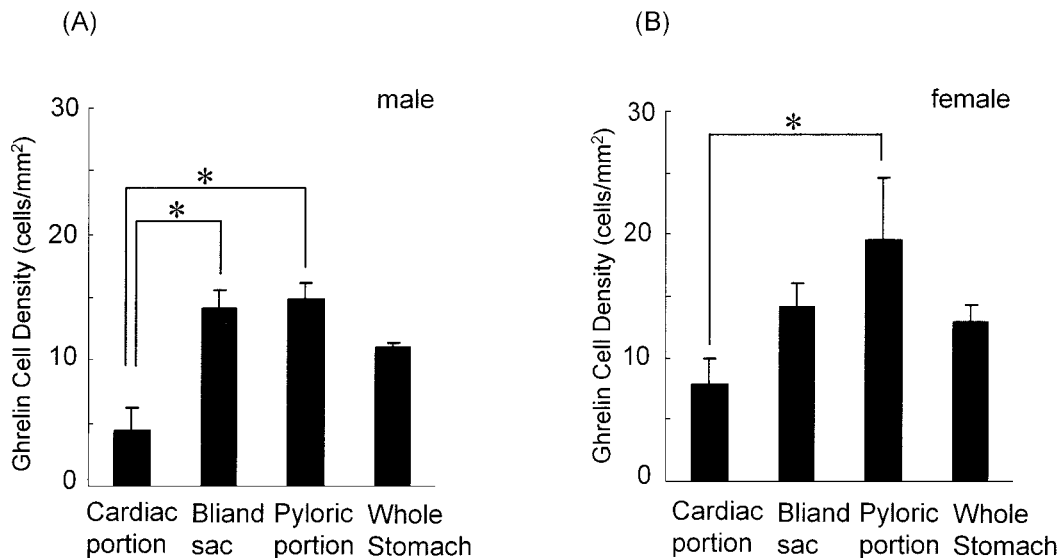 (A)
male
Ghrelin Cell Density (cells/mm²)
30
20
10
0
*
*
Cardiac portion
Bliand sac
Pyloric portion
Whole Stomach
(B)
female
Ghrelin Cell Density (cells/mm²)
30
20
10
0
*
Cardiac portion
Bliand sac
Pyloric portion
Whole Stomach